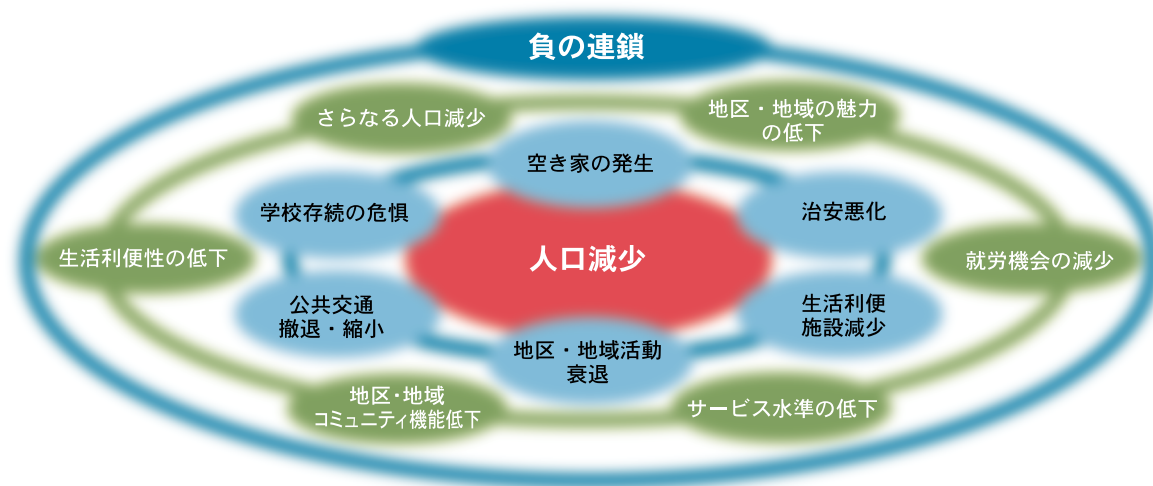 負の連鎖
さらなる人口減少
地区・地域の魅力
の低下
空き家の発生
学校存続の危惧
治安悪化
人口減少
生活利便性の低下
就労機会の減少
公共交通
撤退・縮小
生活利便
施設減少
地区・地域活動
衰退
地区・地域
コミュニティ機能低下
サービス水準の低下